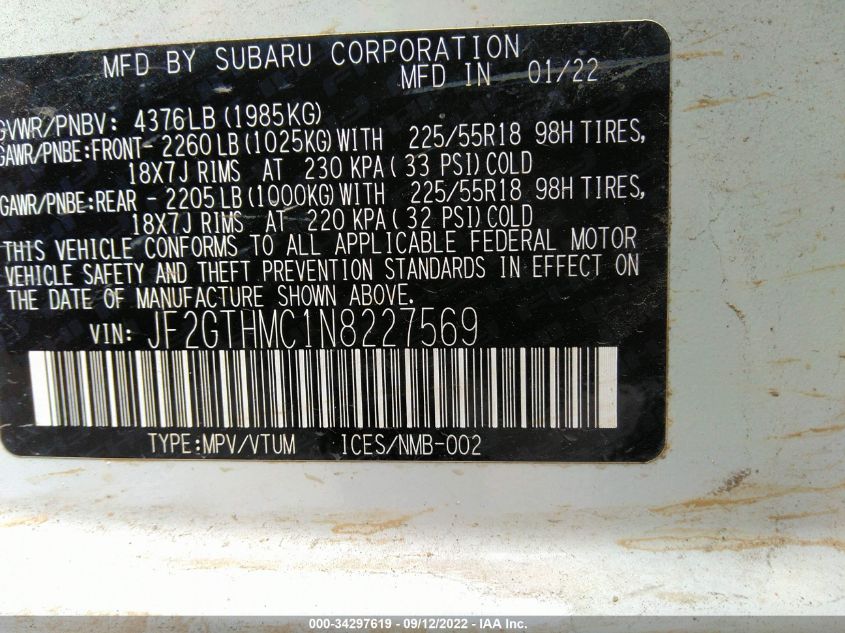 MFD BY SUBARU CORPORATION
MFD IN 01/22
GVWR/PNBV: 4376LB (1985KG)
GAWR/PNBE:FRONT- 2260 LB (1025KG) WITH 225/55R18 98H TIRES,
18X7J RIMS AT 230 KPA ( 33 PSI) COLD
GAWR/PNBE:REAR - 2205 LB (1000KG) WITH 225/55R18 98H TIRES,
18X7J RIMS AT 220 KPA ( 32 PSI) COLD
THIS VEHICLE CONFORMS TO ALL APPLICABLE FEDERAL MOTOR
VEHICLE SAFETY AND THEFT PREVENTION STANDARDS IN EFFECT ON
THE DATE OF MANUFACTURE SHOWN ABOVE.
VIN: JF2GTHMC1N8227569
TYPE:MPV/VTUM ICES/NMB-002
000-34297619 - 09/12/2022 - IAA Inc.